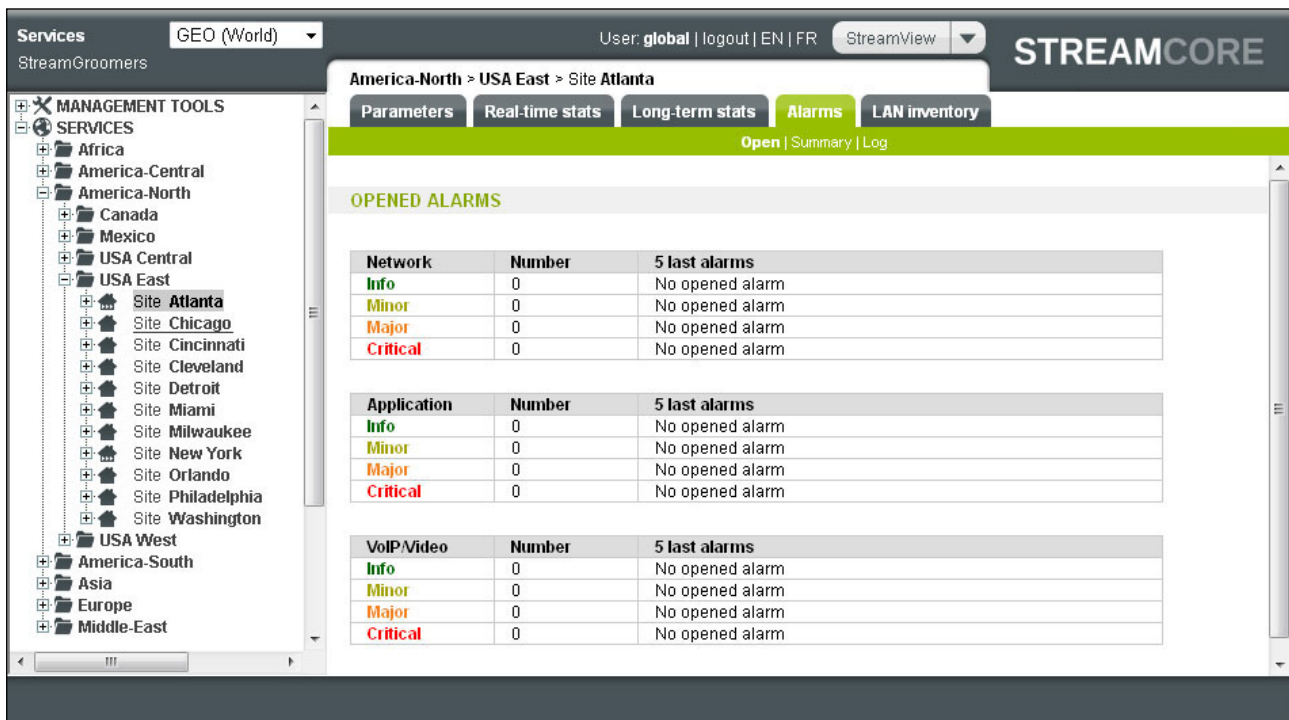 Services GEO (World)
StreamGroomers
User: global | logout | EN | FR StreamView
STREAMCORE
America-North > USA East > Site Atlanta
Parameters Real-time stats Long-term stats Alarms LAN inventory
Open | Summary | Log
MANAGEMENT TOOLS
SERVICES
Africa
America-Central
America-North
Canada
Mexico
USA Central
USA East
Site Atlanta
Site Chicago
Site Cincinnati
Site Cleveland
Site Detroit
Site Miami
Site Milwaukee
Site New York
Site Orlando
Site Philadelphia
Site Washington
USA West
America-South
Asia
Europe
Middle-East
OPENED ALARMS
Network Number 5 last alarms
Info 0 No opened alarm
Minor 0 No opened alarm
Major 0 No opened alarm
Critical 0 No opened alarm
Application Number 5 last alarms
Info 0 No opened alarm
Minor 0 No opened alarm
Major 0 No opened alarm
Critical 0 No opened alarm
VoIP/Video Number 5 last alarms
Info 0 No opened alarm
Minor 0 No opened alarm
Major 0 No opened alarm
Critical 0 No opened alarm